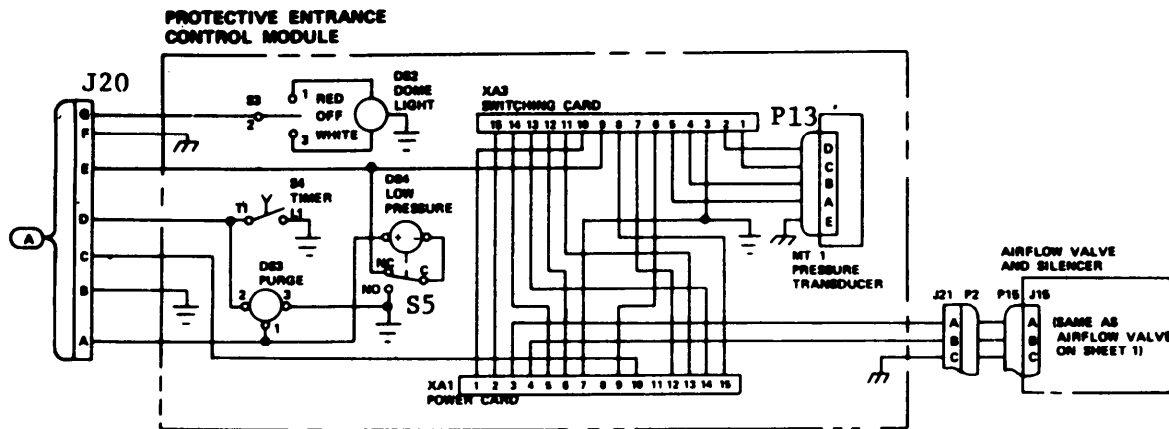 PROTECTIVE ENTRANCE
CONTROL MODULE
J20
G
F
E
D
C
B
A
A
S3
2
1 RED
OFF
3 WHITE
DS2
DOME
LIGHT
S4
TIMER
T1
L1
DS3
PURGE
2
3
1
DS4
LOW
PRESSURE
+
-
NC
C
NO
S5
XA3
SWITCHING CARD
15 14 13 12 11 10 9 8 7 6 5 4 3 2 1
P13
D
C
B
A
E
MT 1
PRESSURE
TRANSDUCER
XA1
POWER CARD
1 2 3 4 5 6 7 8 9 10 11 12 13 14 15
AIRFLOW VALVE
AND SILENCER
J21 P2 P15 J15
A A
B B
C C
(SAME AS
AIRFLOW VALVE
ON SHEET 1)